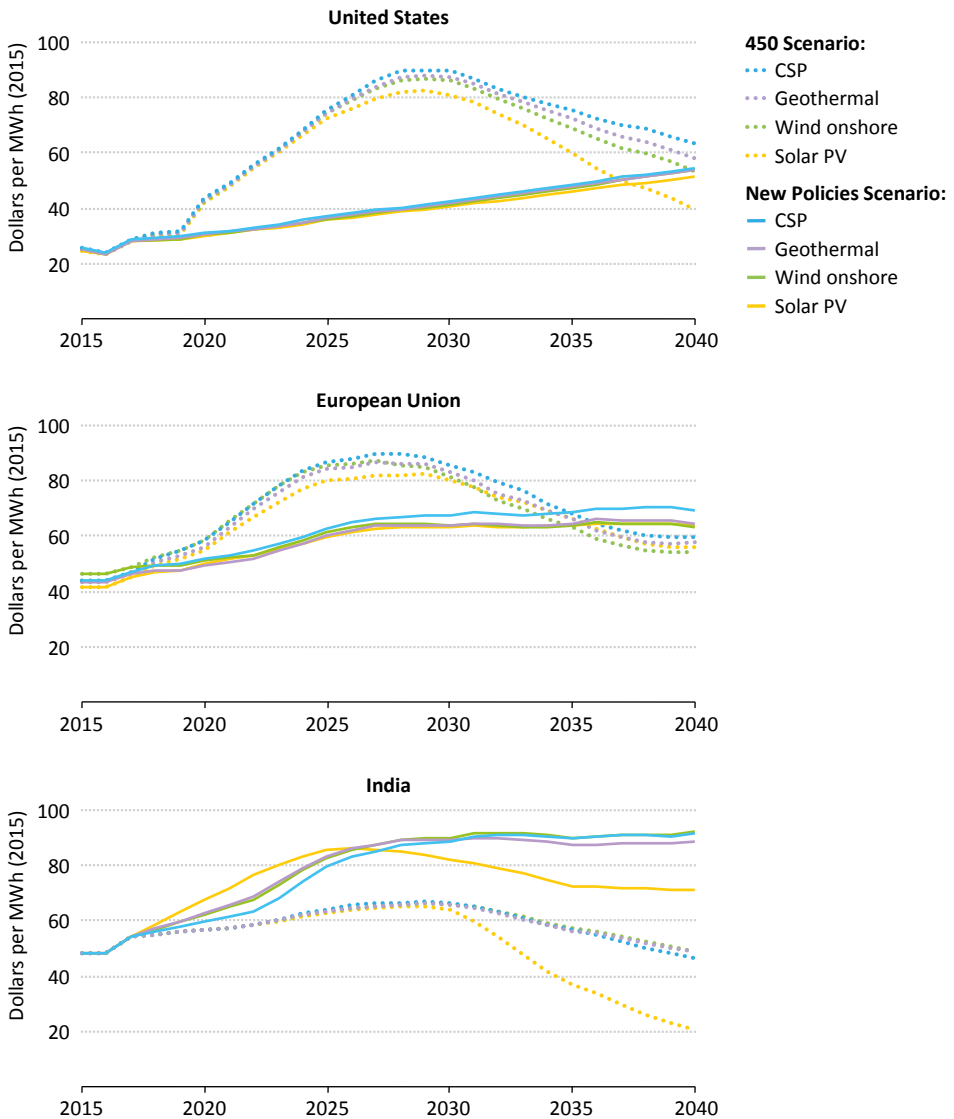 United States
Dollars per MWh (2015)
100
80
60
40
20
2015 2020 2025 2030 2035 2040
450 Scenario:
CSP
Geothermal
Wind onshore
Solar PV
New Policies Scenario:
CSP
Geothermal
Wind onshore
Solar PV
European Union
Dollars per MWh (2015)
100
80
60
40
20
2015 2020 2025 2030 2035 2040
India
Dollars per MWh (2015)
100
80
60
40
20
2015 2020 2025 2030 2035 2040